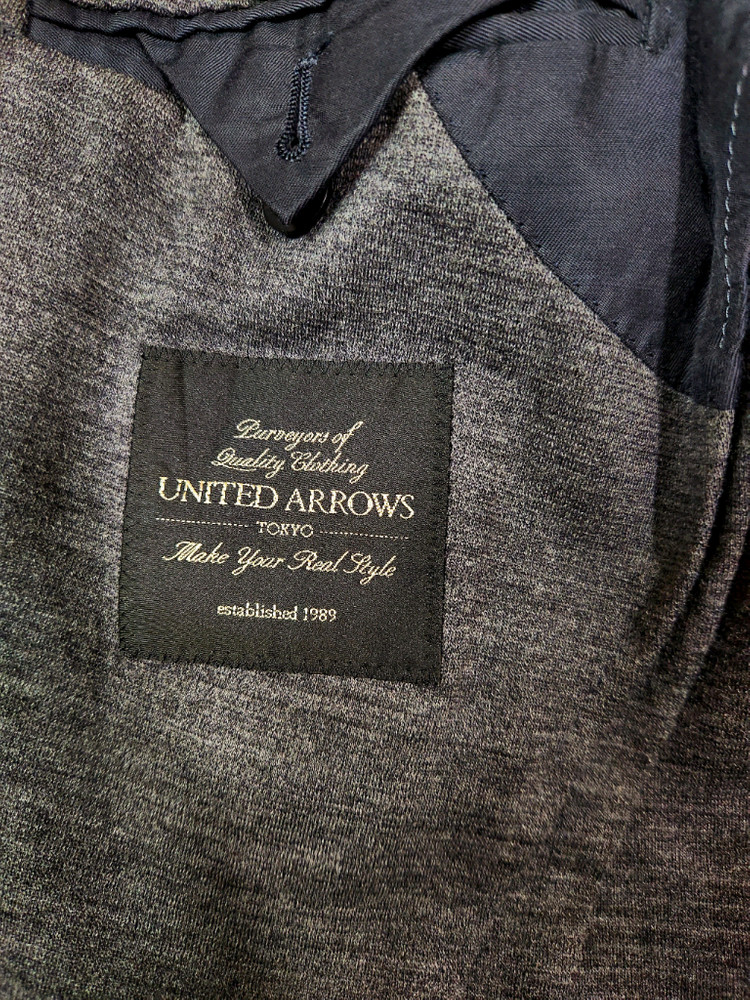 Purveyors of
Quality Clothing
UNITED ARROWS
TOKYO
Make Your Real Style
established 1989